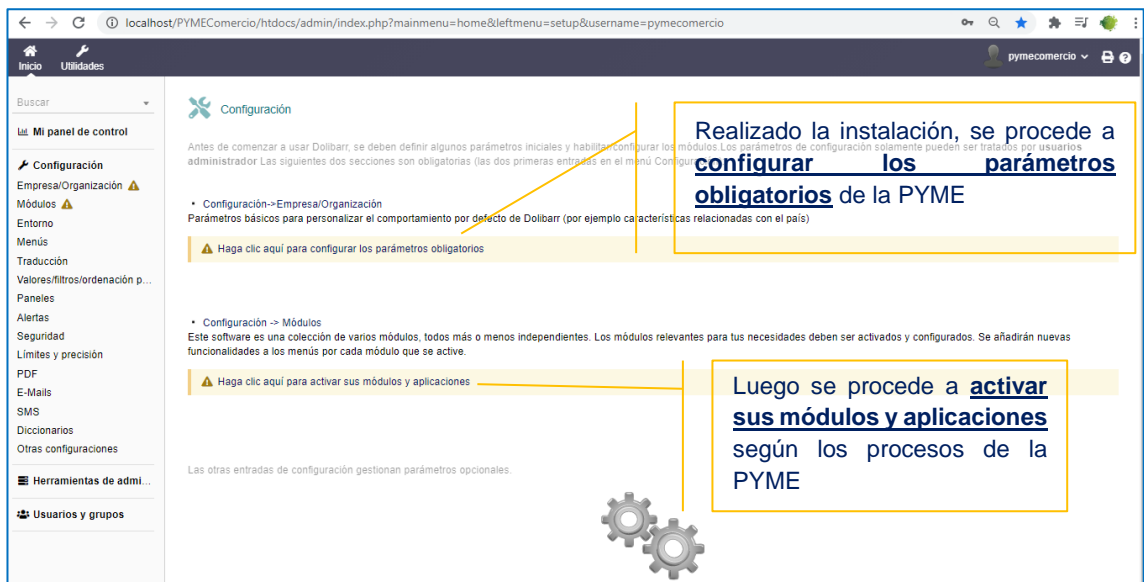 localhost/PYMEComercio/htdocs/admin/index.php?mainmenu=home&leftmenu=setup&username=pymecomercio
Inicio Utilidades
pymecomercio
Buscar
Mi panel de control
Configuración
Empresa/Organización
Módulos
Entorno
Menús
Traducción
Valores/filtros/ordenación p...
Paneles
Alertas
Seguridad
Límites y precisión
PDF
E-Mails
SMS
Diccionarios
Otras configuraciones
Herramientas de admi...
Usuarios y grupos
Configuración
Antes de comenzar a usar Dolibarr, se deben definir algunos parámetros iniciales y habilitar/configurar los módulos.Los parámetros de configuración solamente pueden ser tratados por usuarios
administrador Las siguientes dos secciones son obligatorias (las dos primeras entradas en el menú
• Configuración->Empresa/Organización
Parámetros básicos para personalizar el comportamiento por defecto de Dolibarr (por ejemplo características relacionadas con el país)
Haga clic aquí para configurar los parámetros obligatorios
• Configuración -> Módulos
Este software es una colección de varios módulos, todos más o menos independientes. Los módulos relevantes para tus necesidades deben ser activados y configurados. Se añadirán nuevas
funcionalidades a los menús por cada módulo que se active.
Haga clic aquí para activar sus módulos y aplicaciones
Las otras entradas de configuración gestionan parámetros opcionales.
Realizado la instalación, se procede a
configurar los parámetros
obligatorios de la PYME
Luego se procede a activar
sus módulos y aplicaciones
según los procesos de la
PYME